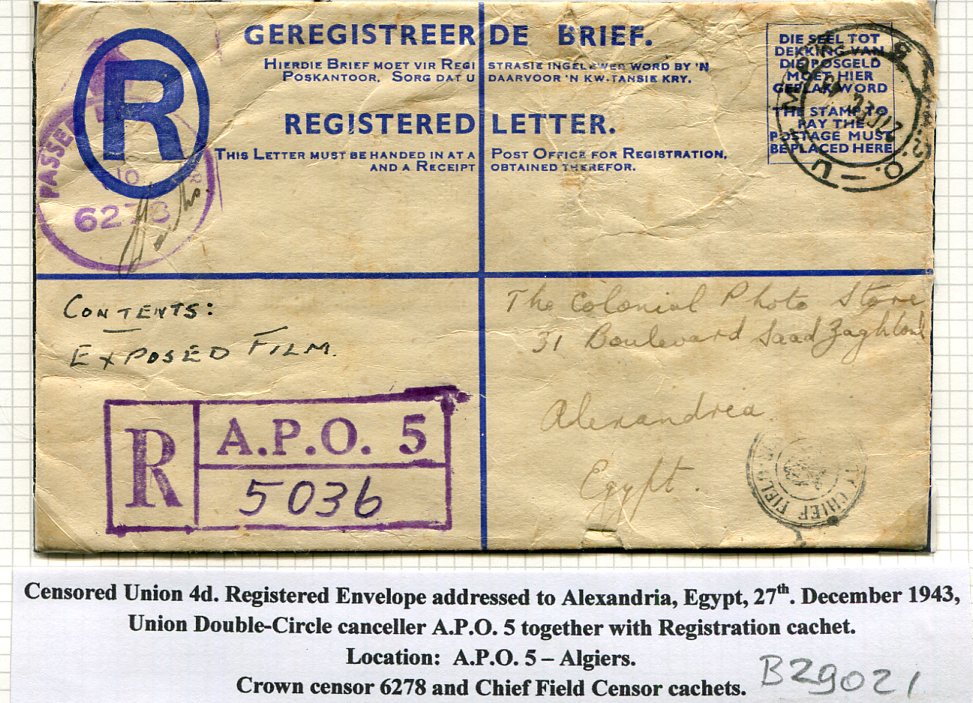 GEREGISTREERDE BRIEF.
HIERDIE BRIEF MOET VIR REGISTRASIE INGELEWER WORD BY 'N
POSKANTOOR. SORG DAT U DAARVOOR 'N KWITANSIE KRY.
REGISTERED LETTER.
THIS LETTER MUST BE HANDED IN AT A POST OFFICE FOR REGISTRATION,
AND A RECEIPT OBTAINED THEREFOR.
DIE SEËL TOT
DEKKING VAN
DIE POSGELD
MOET HIER
GEPLAK WORD
THE STAMP TO
PAY THE
POSTAGE MUST
BE PLACED HERE
R
PASSED
6278
CONTENTS:
EXPOSED FILM.
The Colonial Photo Store
31 Boulevard Saad Zaghloul
Alexandrea
Egypt.
R
A.P.O. 5
5036
CHIEF FIELD
Censored Union 4d. Registered Envelope addressed to Alexandria, Egypt, 27th. December 1943,
Union Double-Circle canceller A.P.O. 5 together with Registration cachet.
Location: A.P.O. 5 – Algiers.
Crown censor 6278 and Chief Field Censor cachets.
B29021